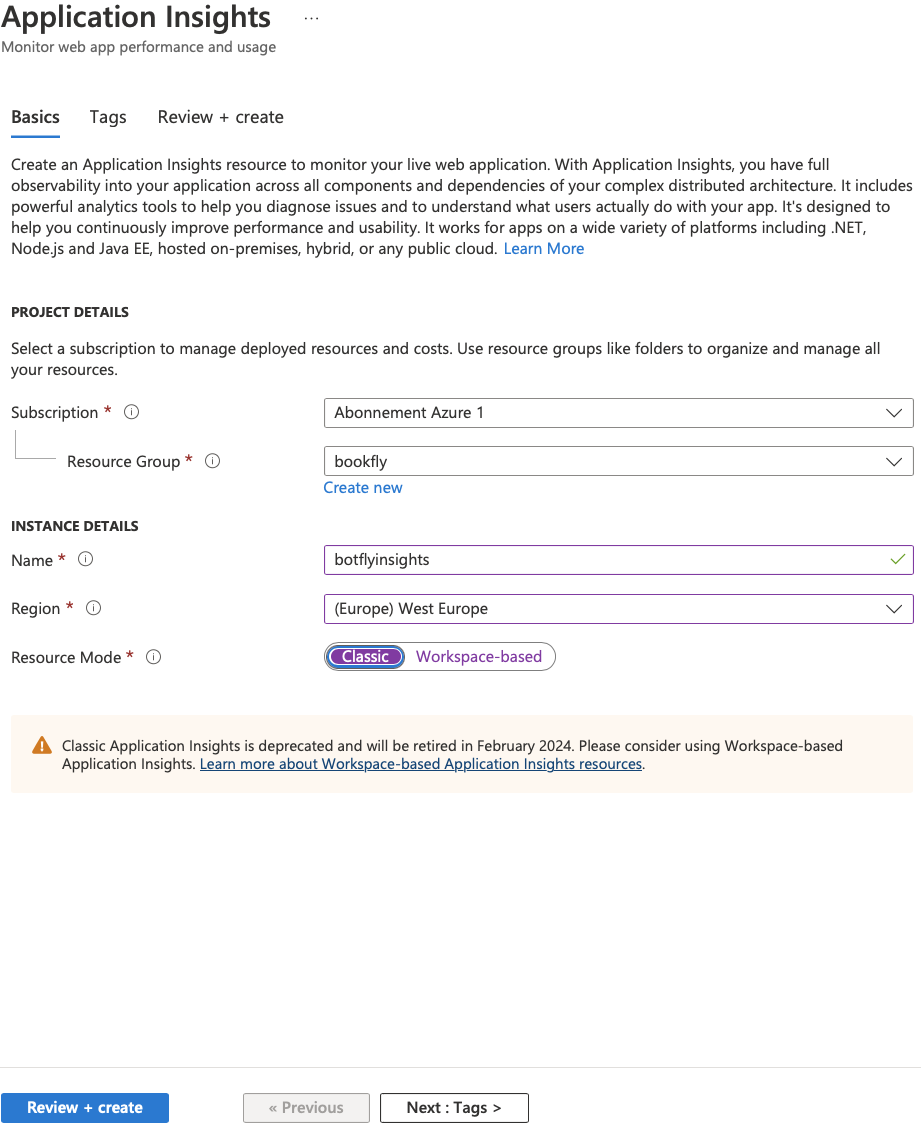 Application Insights ...
Monitor web app performance and usage
Basics Tags Review + create
Create an Application Insights resource to monitor your live web application. With Application Insights, you have full
observability into your application across all components and dependencies of your complex distributed architecture. It includes
powerful analytics tools to help you diagnose issues and to understand what users actually do with your app. It's designed to
help you continuously improve performance and usability. It works for apps on a wide variety of platforms including .NET,
Node.js and Java EE, hosted on-premises, hybrid, or any public cloud. Learn More
PROJECT DETAILS
Select a subscription to manage deployed resources and costs. Use resource groups like folders to organize and manage all
your resources.
Subscription * Abonnement Azure 1
Resource Group * bookfly
Create new
INSTANCE DETAILS
Name * botflyinsights
Region * (Europe) West Europe
Resource Mode * Classic Workspace-based
Classic Application Insights is deprecated and will be retired in February 2024. Please consider using Workspace-based
Application Insights. Learn more about Workspace-based Application Insights resources.
Review + create « Previous Next : Tags >